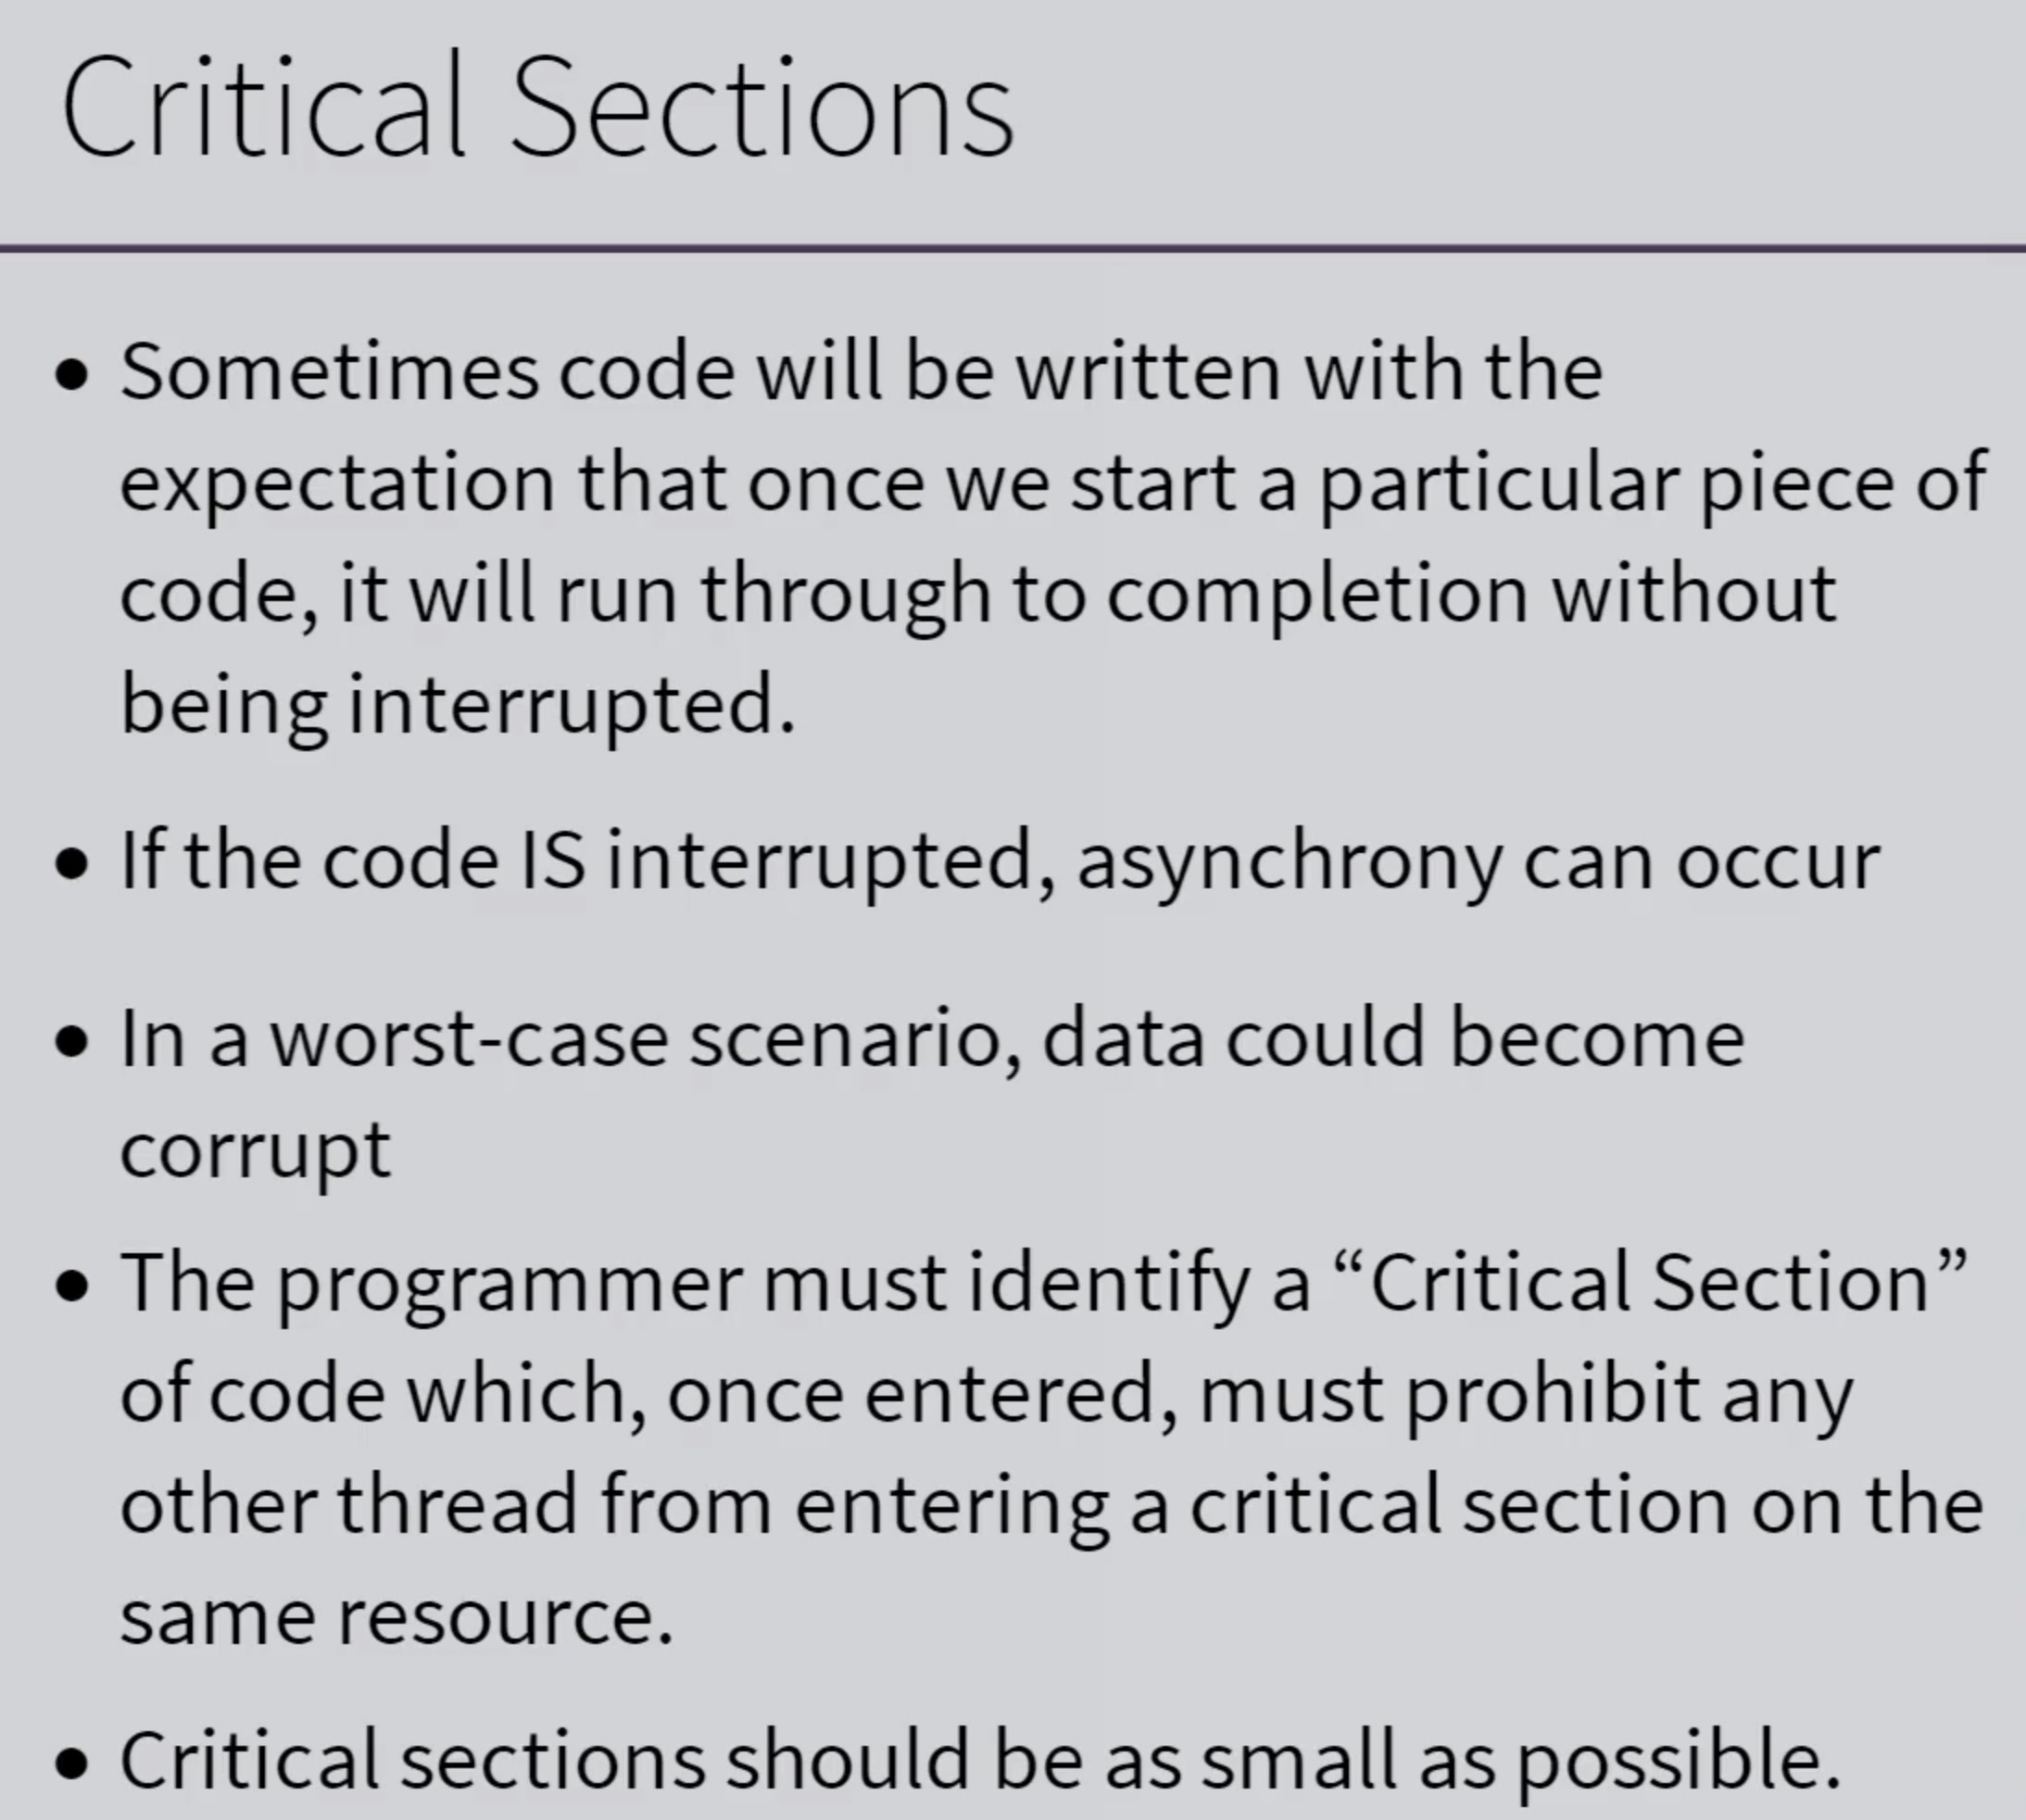 Critical Sections
• Sometimes code will be written with the
expectation that once we start a particular piece of
code, it will run through to completion without
being interrupted.
• If the code IS interrupted, asynchrony can occur
• In a worst-case scenario, data could become
corrupt
• The programmer must identify a “Critical Section”
of code which, once entered, must prohibit any
other thread from entering a critical section on the
same resource.
• Critical sections should be as small as possible.